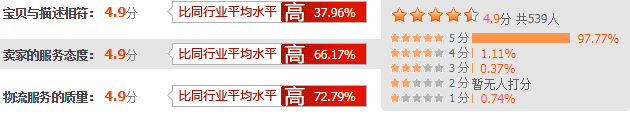 宝贝与描述相符： 4.9分 比同行业平均水平 高 37.96%
卖家的服务态度： 4.9分 比同行业平均水平 高 66.17%
物流服务的质量： 4.9分 比同行业平均水平 高 72.79%
4.9分 共539人
5分 97.77%
4分 1.11%
3分 0.37%
2分 暂无人打分
1分 0.74%